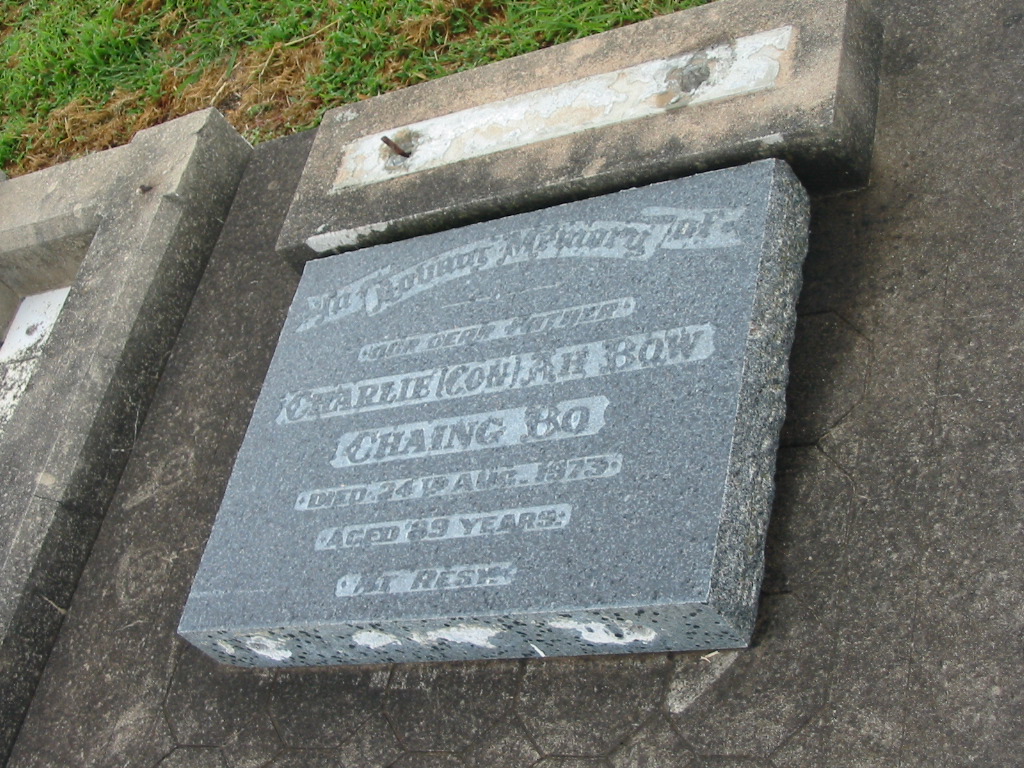 In Loving Memory of
OUR DEAR FATHER
CHARLIE (CON) AH BOW
CHAING BO
DIED 24TH AUG. 1973.
AGED 89 YEARS.
AT REST.